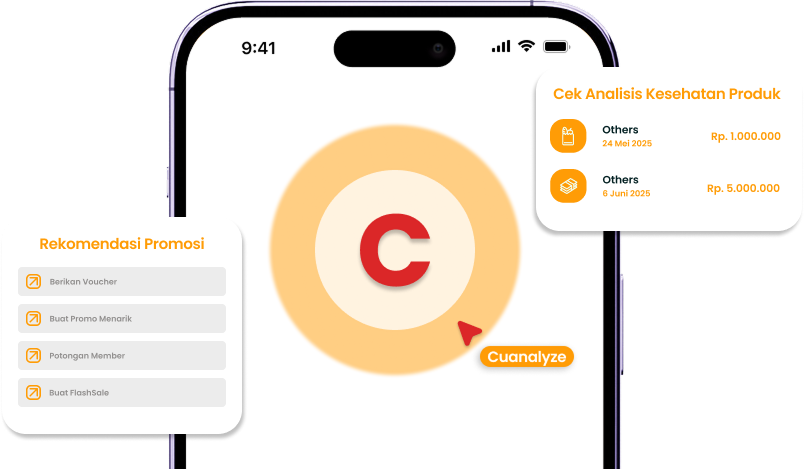 9:41
Cek Analisis Kesehatan Produk
Others
24 Mei 2025
Rp. 1.000.000
Others
6 Juni 2025
Rp. 5.000.000
C
Cuanalyze
Rekomendasi Promosi
Berikan Voucher
Buat Promo Menarik
Potongan Member
Buat FlashSale